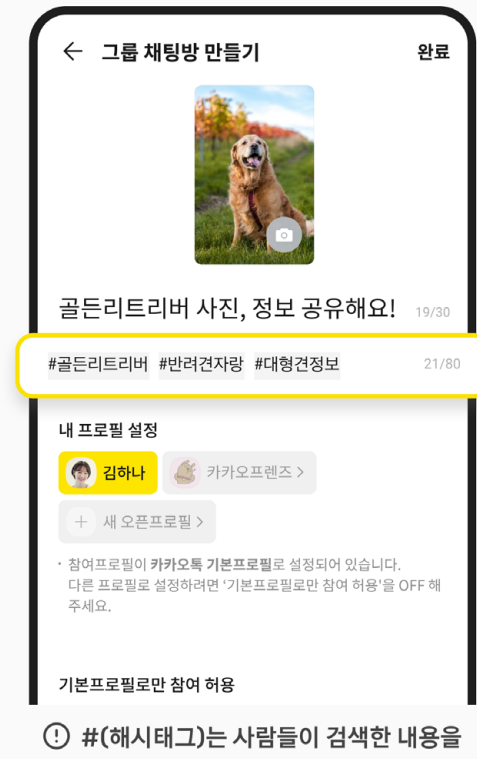 ← 그룹 채팅방 만들기 완료
골든리트리버 사진, 정보 공유해요! 19/30
#골든리트리버 #반려견자랑 #대형견정보 21/80
내 프로필 설정
김하나 카카오프렌즈 >
+ 새 오픈프로필 >
· 참여프로필이 카카오톡 기본프로필로 설정되어 있습니다.
다른 프로필로 설정하려면 ‘기본프로필로만 참여 허용’을 OFF 해
주세요.
기본프로필로만 참여 허용
#(해시태그)는 사람들이 검색한 내용을